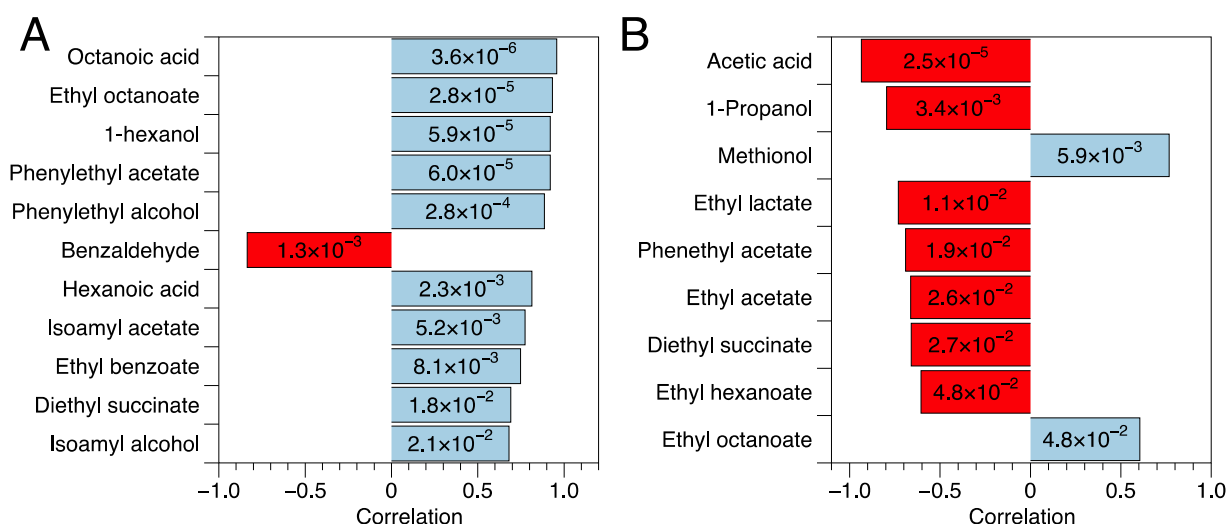 A
Octanoic acid 3.6×10⁻⁶
Ethyl octanoate 2.8×10⁻⁵
1-hexanol 5.9×10⁻⁵
Phenylethyl acetate 6.0×10⁻⁵
Phenylethyl alcohol 2.8×10⁻⁴
Benzaldehyde 1.3×10⁻³
Hexanoic acid 2.3×10⁻³
Isoamyl acetate 5.2×10⁻³
Ethyl benzoate 8.1×10⁻³
Diethyl succinate 1.8×10⁻²
Isoamyl alcohol 2.1×10⁻²
−1.0 −0.5 0 0.5 1.0
Correlation
B
Acetic acid 2.5×10⁻⁵
1-Propanol 3.4×10⁻³
Methionol 5.9×10⁻³
Ethyl lactate 1.1×10⁻²
Phenethyl acetate 1.9×10⁻²
Ethyl acetate 2.6×10⁻²
Diethyl succinate 2.7×10⁻²
Ethyl hexanoate 4.8×10⁻²
Ethyl octanoate 4.8×10⁻²
−1.0 −0.5 0 0.5 1.0
Correlation